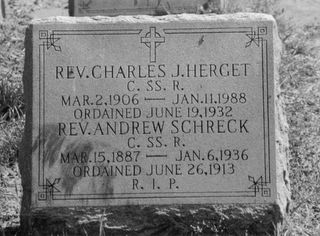 REV. CHARLES J. HERGET
C. SS. R.
MAR. 2, 1906 — JAN. 11, 1988
ORDAINED JUNE 19, 1932
REV. ANDREW SCHRECK
C. SS. R.
MAR. 15, 1887 — JAN. 6, 1936
ORDAINED JUNE 26, 1913
R. I. P.